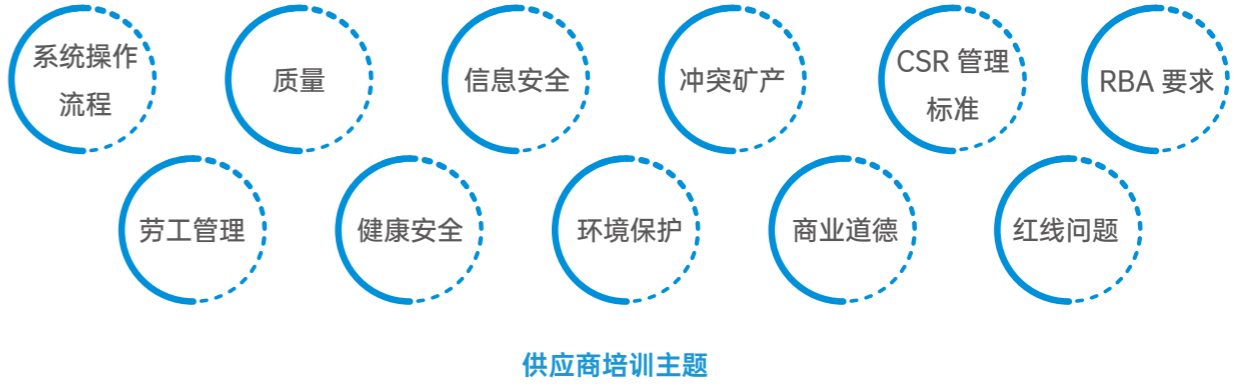 系统操作
流程
质量
信息安全
冲突矿产
CSR 管理
标准
RBA 要求
劳工管理
健康安全
环境保护
商业道德
红线问题
供应商培训主题